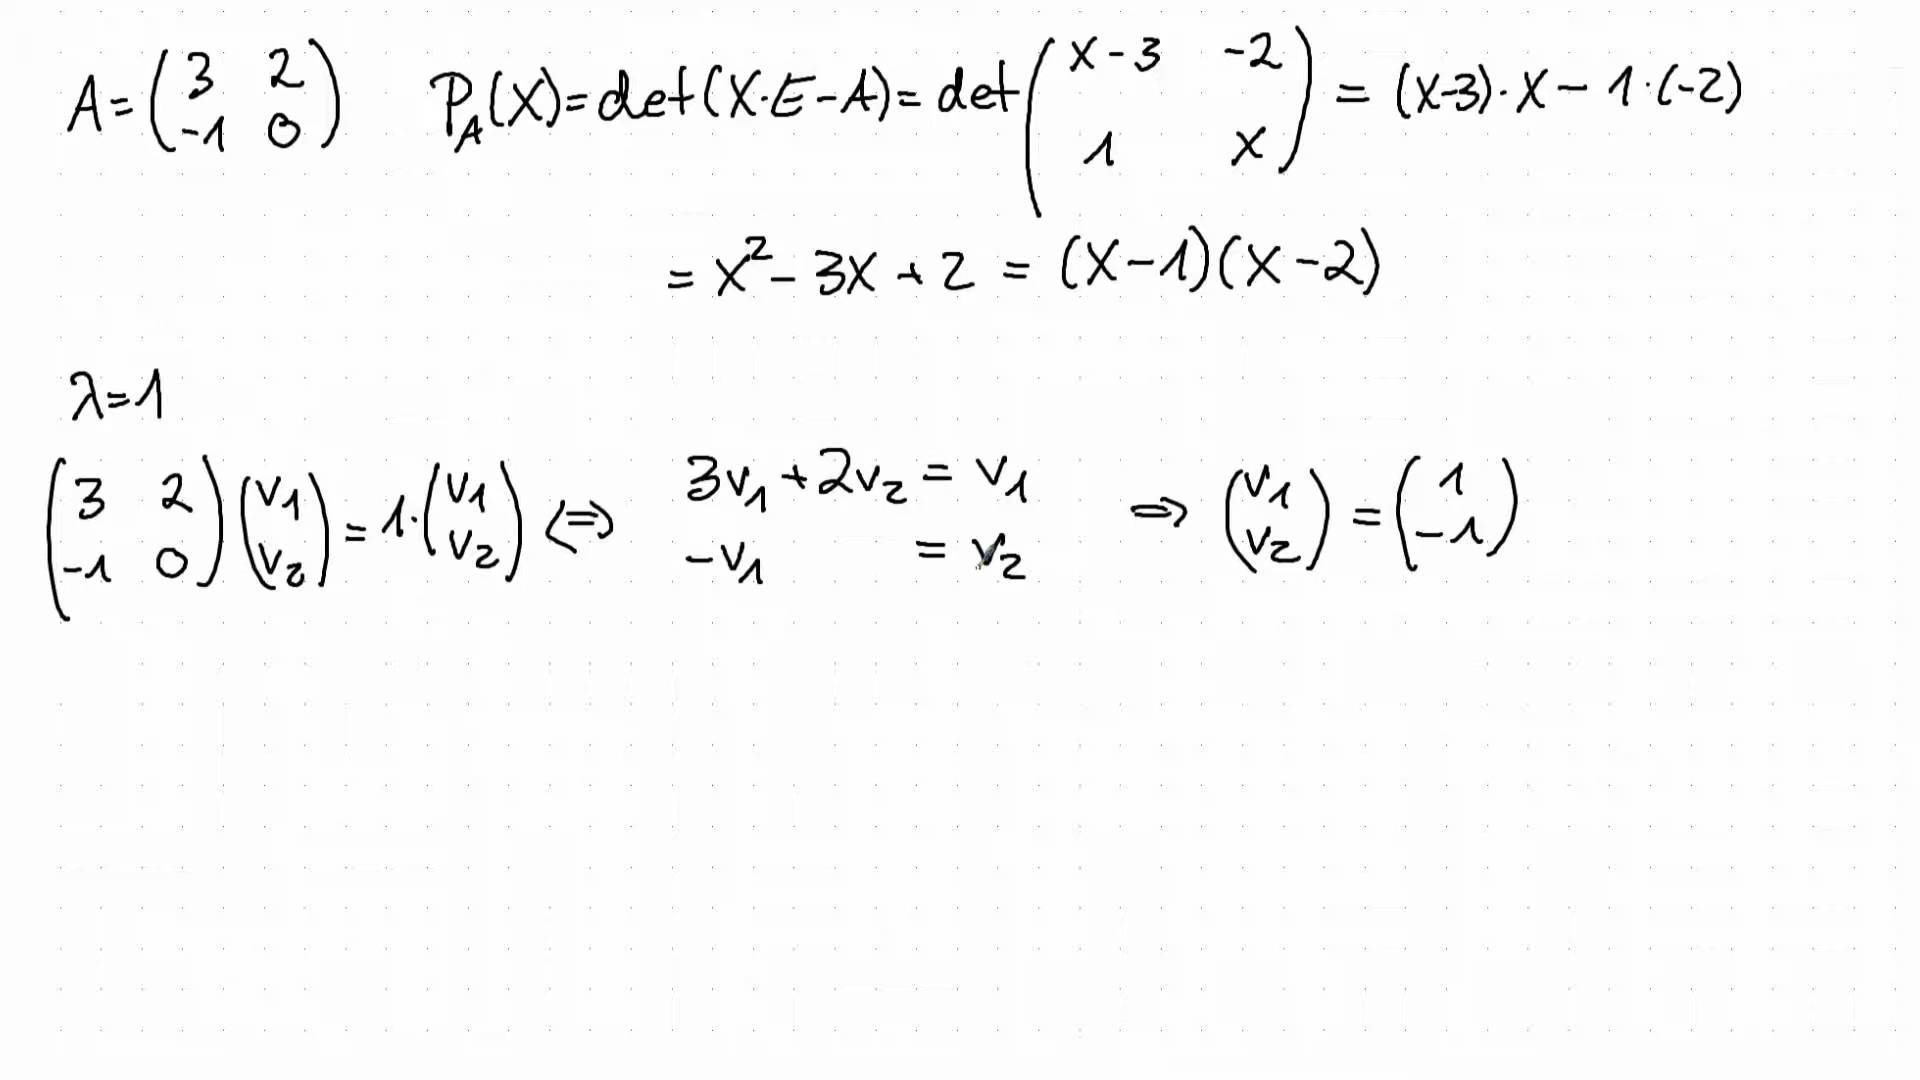 A = (3 2 / -1 0) P_A(X) = det(X·E-A) = det(X-3 -2 / 1 X) = (X-3)·X - 1·(-2)
= X² - 3X + 2 = (X-1)(X-2)
λ=1
(3 2 / -1 0)(v₁ / v₂) = 1·(v₁ / v₂) ⇔ 3v₁ + 2v₂ = v₁ / -v₁ = v₂ ⇒ (v₁ / v₂) = (1 / -1)